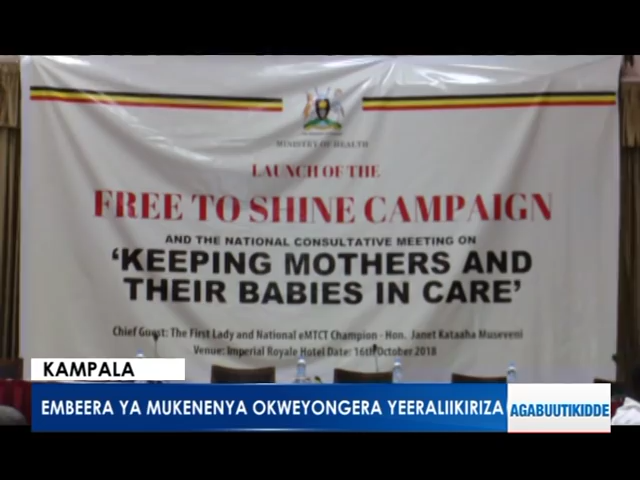 MINISTRY OF HEALTH
LAUNCH OF THE
FREE TO SHINE CAMPAIGN
AND THE NATIONAL CONSULTATIVE MEETING ON
‘KEEPING MOTHERS AND
THEIR BABIES IN CARE’
Chief Guest: The First Lady and National eMTCT Champion - Hon. Janet Kataaha Museveni
Venue: Imperial Royale Hotel Date: 16th October 2018
KAMPALA
EMBEERA YA MUKENENYA OKWEYONGERA YEERALIIKIRIZA
AGABUUTIKIDDE